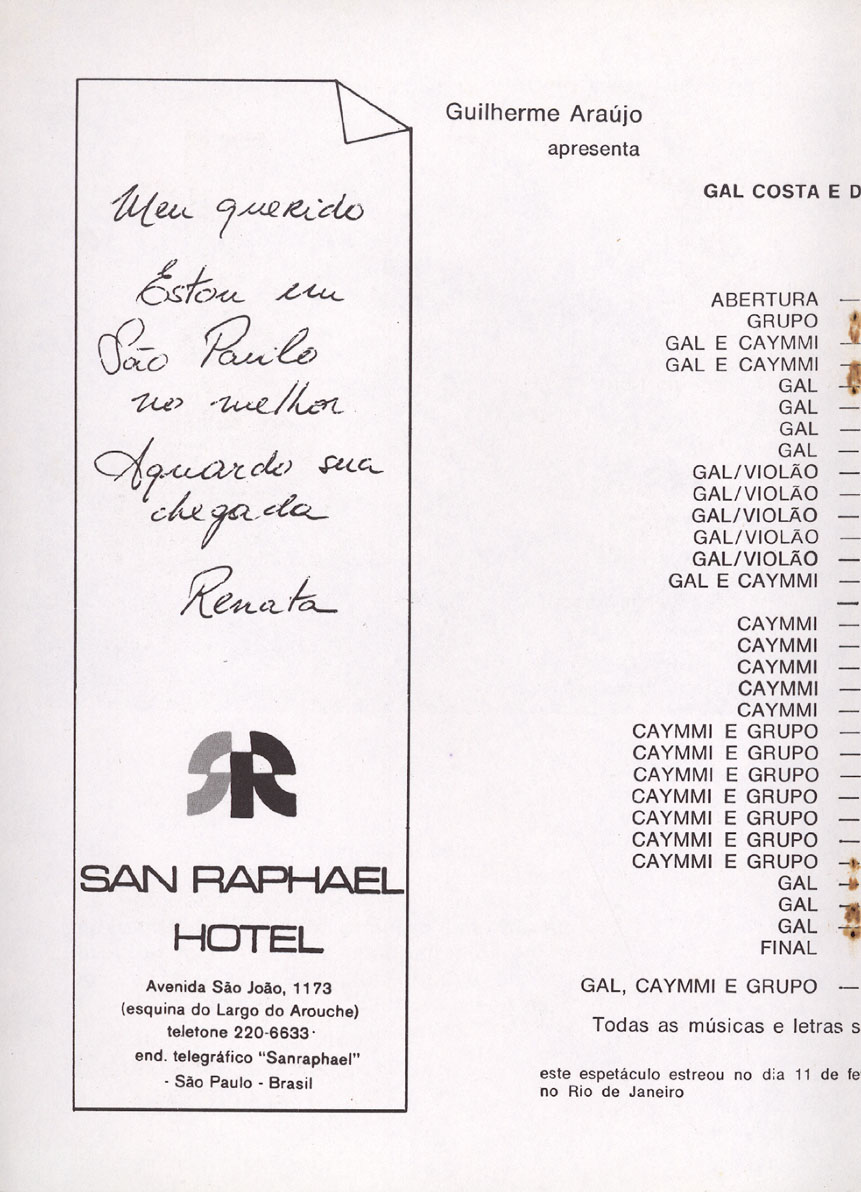 Meu querido
Estou em
São Paulo
no melhor
Aguardo sua
chegada
Renata
SR
SAN RAPHAEL
HOTEL
Avenida São João, 1173
(esquina do Largo do Arouche)
teletone 220-6633
end. telegráfico "Sanraphael"
- São Paulo - Brasil
Guilherme Araújo
apresenta
GAL COSTA E D
ABERTURA —
GRUPO
GAL E CAYMMI —
GAL E CAYMMI —
GAL —
GAL —
GAL —
GAL —
GAL/VIOLÃO —
GAL/VIOLÃO —
GAL/VIOLÃO —
GAL/VIOLÃO —
GAL/VIOLÃO —
GAL E CAYMMI —
—
CAYMMI —
CAYMMI —
CAYMMI —
CAYMMI —
CAYMMI —
CAYMMI E GRUPO —
CAYMMI E GRUPO —
CAYMMI E GRUPO —
CAYMMI E GRUPO —
CAYMMI E GRUPO —
CAYMMI E GRUPO —
CAYMMI E GRUPO —
GAL —
GAL —
GAL —
FINAL
GAL, CAYMMI E GRUPO —
Todas as músicas e letras s
este espetáculo estreou no dia 11 de fe
no Rio de Janeiro